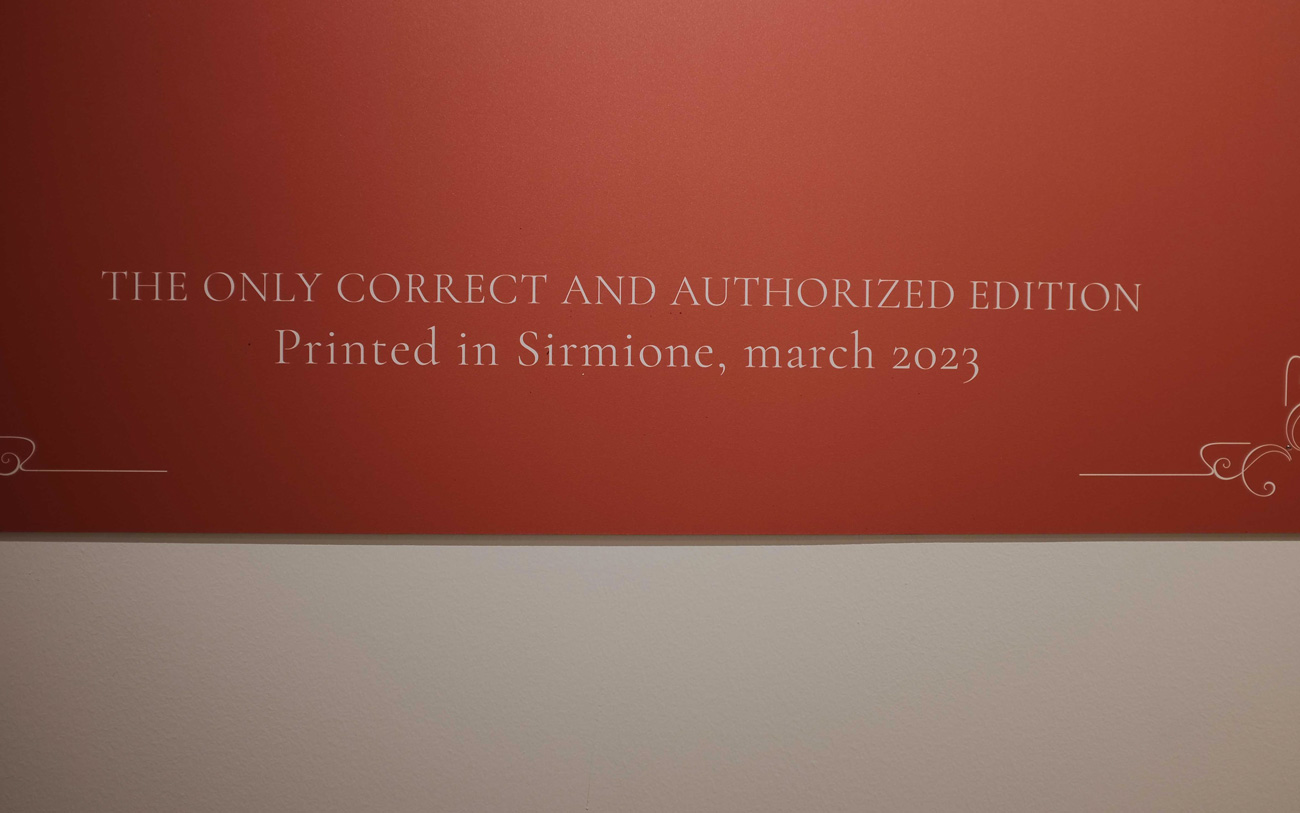 THE ONLY CORRECT AND AUTHORIZED EDITION
Printed in Sirmione, march 2023